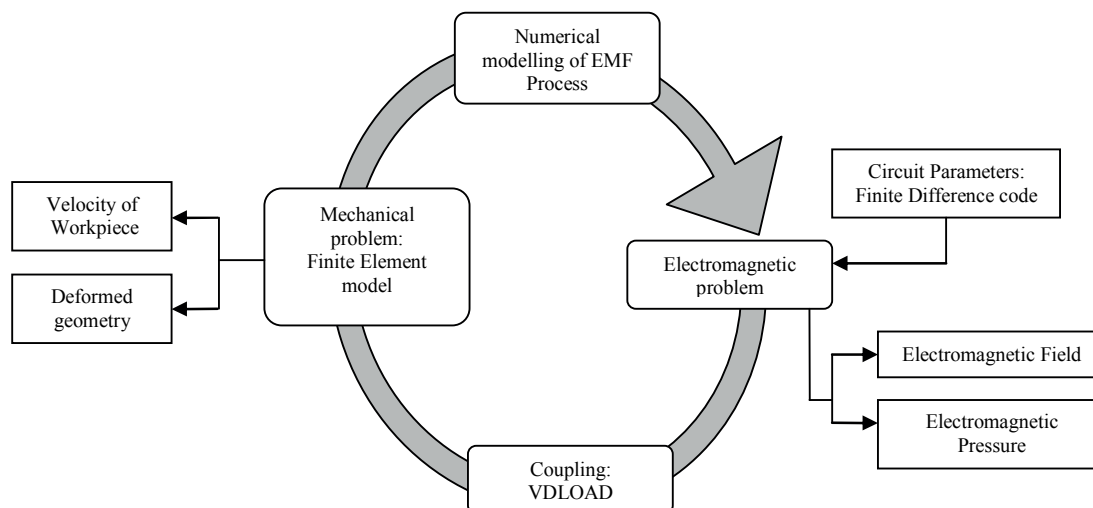 Numerical
modelling of EMF
Process
Circuit Parameters:
Finite Difference code
Velocity of
Workpiece
Mechanical
problem:
Finite Element
model
Electromagnetic
problem
Deformed
geometry
Electromagnetic Field
Electromagnetic
Pressure
Coupling:
VDLOAD